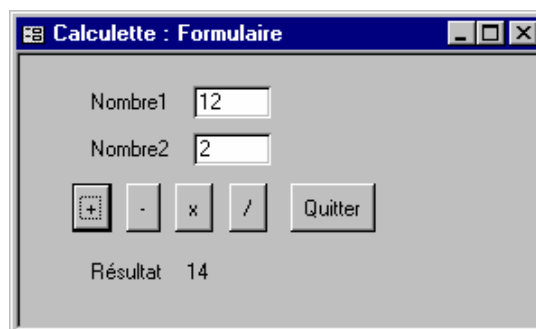 Calculette : Formulaire
Nombre1 12
Nombre2 2
+ - x / Quitter
Résultat 14